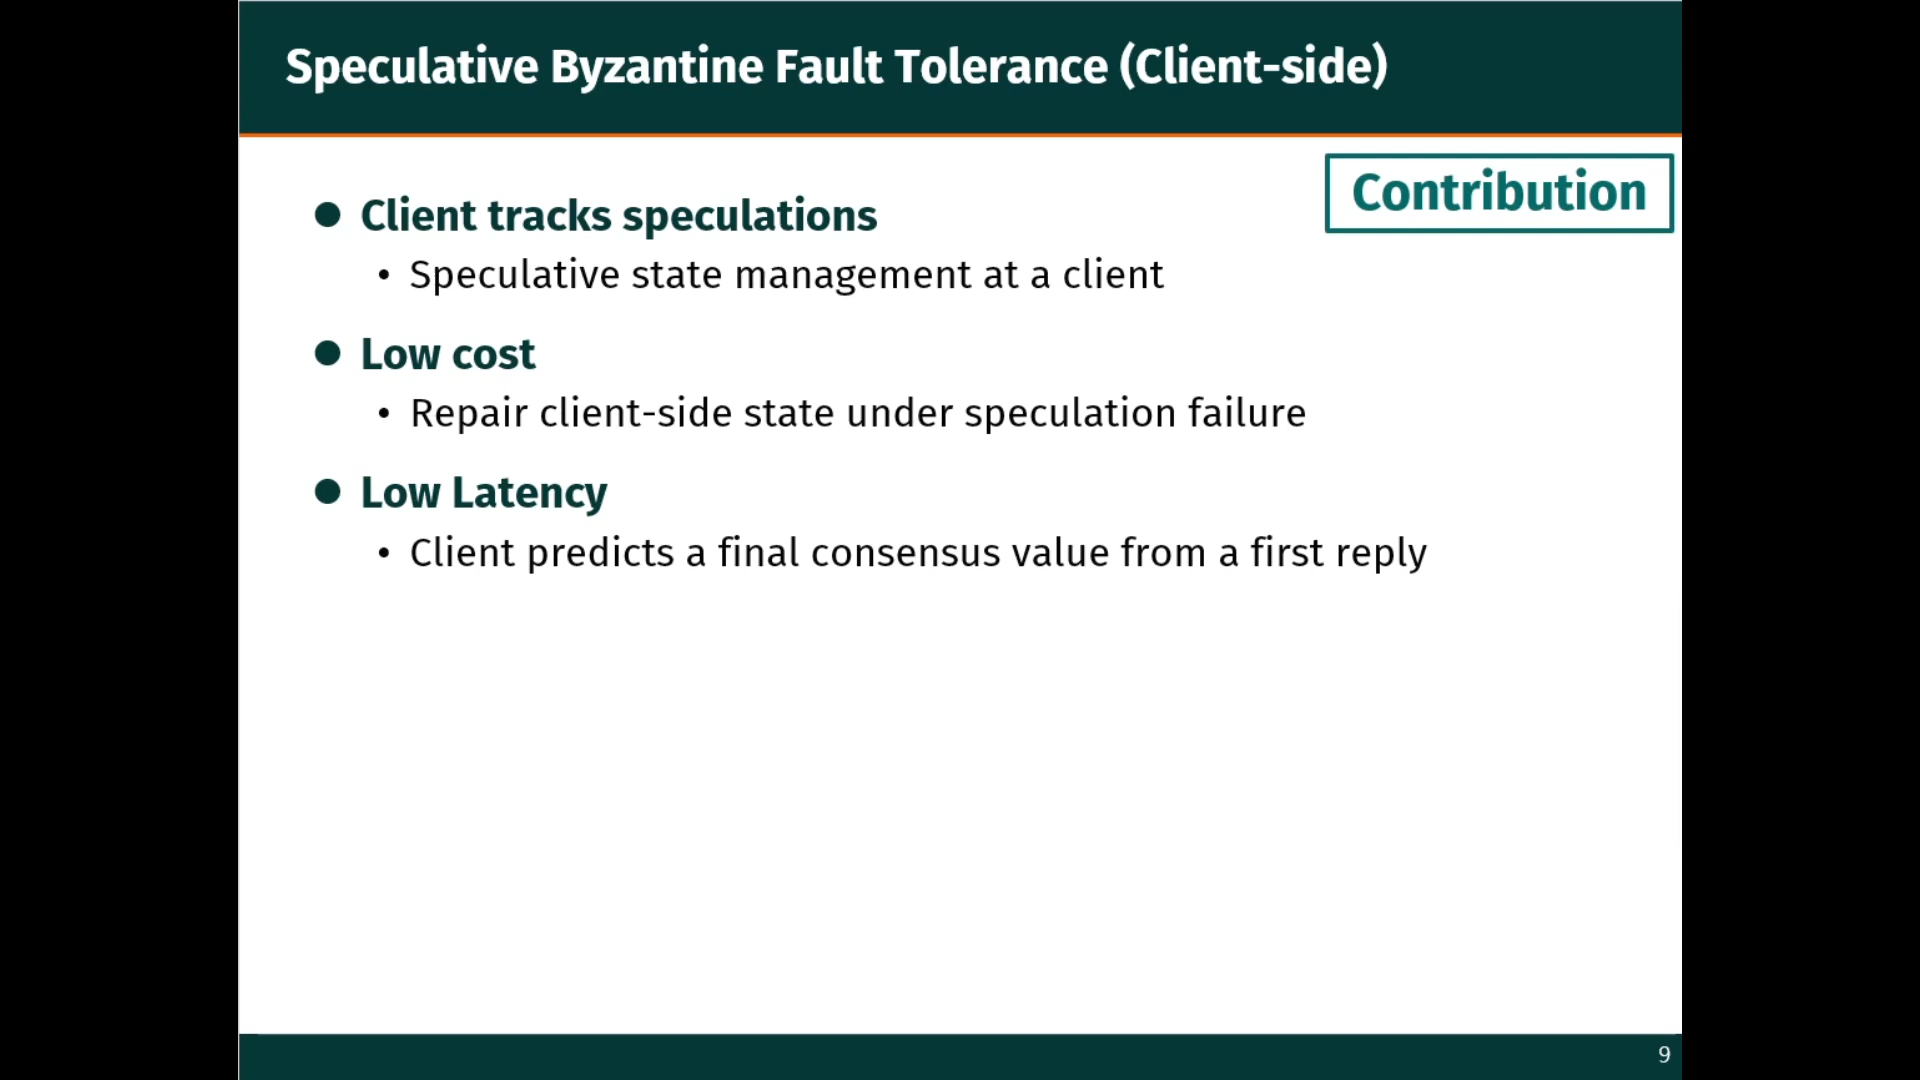 Speculative Byzantine Fault Tolerance (Client-side)
Contribution
● Client tracks speculations
• Speculative state management at a client
● Low cost
• Repair client-side state under speculation failure
● Low Latency
• Client predicts a final consensus value from a first reply
9